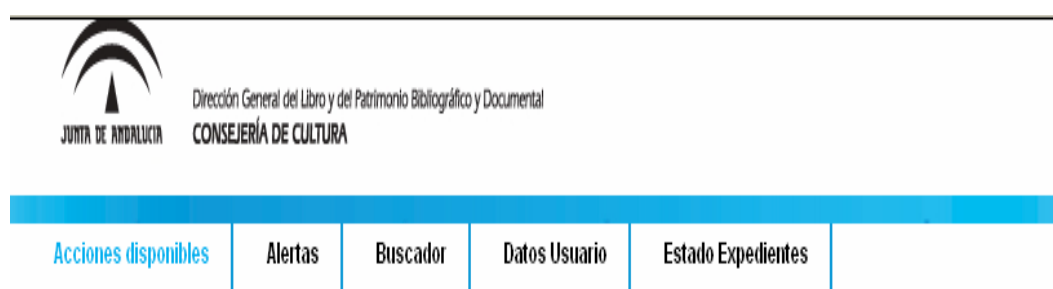 Dirección General del Libro y del Patrimonio Bibliográfico y Documental
JUNTA DE ANDALUCIA CONSEJERÍA DE CULTURA
Acciones disponibles Alertas Buscador Datos Usuario Estado Expedientes